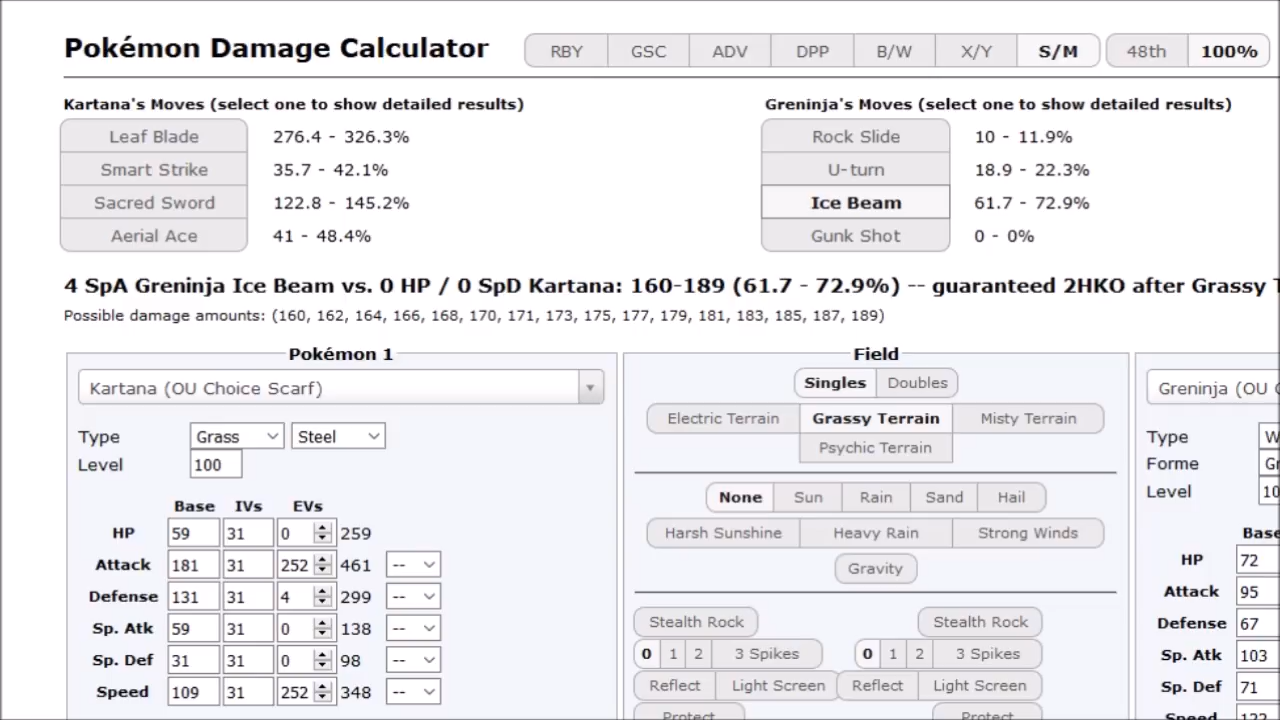 Pokémon Damage Calculator RBY GSC ADV DPP B/W X/Y S/M 48th 100%
Kartana's Moves (select one to show detailed results) Greninja's Moves (select one to show detailed results)
Leaf Blade 276.4 - 326.3% Rock Slide 10 - 11.9%
Smart Strike 35.7 - 42.1% U-turn 18.9 - 22.3%
Sacred Sword 122.8 - 145.2% Ice Beam 61.7 - 72.9%
Aerial Ace 41 - 48.4% Gunk Shot 0 - 0%
4 SpA Greninja Ice Beam vs. 0 HP / 0 SpD Kartana: 160-189 (61.7 - 72.9%) -- guaranteed 2HKO after Grassy
Possible damage amounts: (160, 162, 164, 166, 168, 170, 171, 173, 175, 177, 179, 181, 183, 185, 187, 189)
Pokémon 1 Field
Kartana (OU Choice Scarf) Singles Doubles Greninja (OU
Electric Terrain Grassy Terrain Misty Terrain
Type Grass Steel Psychic Terrain Type
Level 100 Forme
None Sun Rain Sand Hail Level
Base IVs EVs Harsh Sunshine Heavy Rain Strong Winds Base
HP 59 31 0 259 Gravity HP 72
Attack 181 31 252 461 -- Attack 95
Defense 131 31 4 299 -- Stealth Rock Stealth Rock Defense 67
Sp. Atk 59 31 0 138 -- 0 1 2 3 Spikes 0 1 2 3 Spikes Sp. Atk 103
Sp. Def 31 31 0 98 -- Reflect Light Screen Reflect Light Screen Sp. Def 71
Speed 109 31 252 348 -- Protect Protect Speed 122